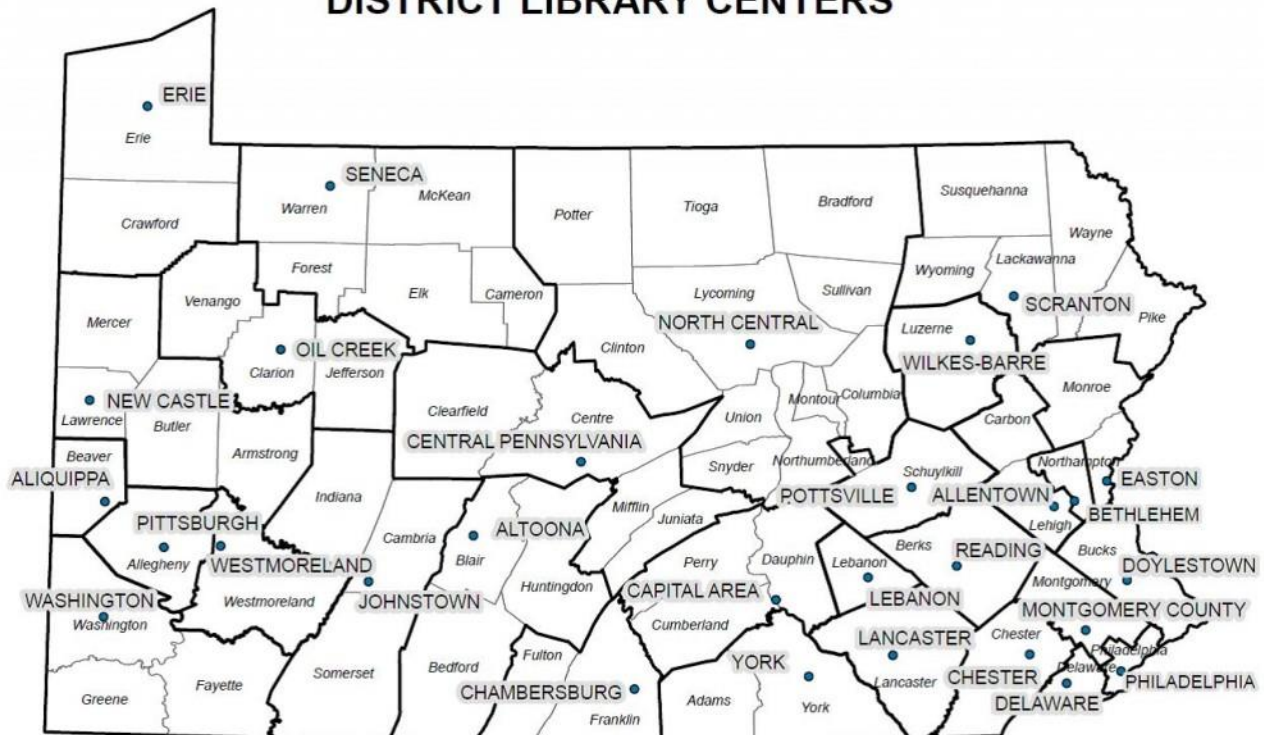 DISTRICT LIBRARY CENTERS
ERIE
Erie
SENECA
McKean
Warren
Crawford
Potter
Tioga
Bradford
Susquehanna
Wayne
Lackawanna
Wyoming
Forest
Venango
Elk
Cameron
Lycoming
Sullivan
SCRANTON
Pike
Mercer
NORTH CENTRAL
Luzerne
OIL CREEK
Clinton
WILKES-BARRE
Clarion
Jefferson
Monroe
NEW CASTLE
Lawrence
Butler
Clearfield
Centre
Union
Montour
Columbia
Carbon
CENTRAL PENNSYLVANIA
Beaver
Armstrong
Snyder
Northumberland
Schuylkill
Northampton
ALIQUIPPA
EASTON
Indiana
POTTSVILLE
ALLENTOWN
BETHLEHEM
Mifflin
Juniata
PITTSBURGH
ALTOONA
Lehigh
Cambria
Blair
Berks
READING
Bucks
Allegheny
WESTMORELAND
Perry
Dauphin
Lebanon
DOYLESTOWN
Huntingdon
CAPITAL AREA
Montgomery
WASHINGTON
Westmoreland
JOHNSTOWN
LEBANON
MONTGOMERY COUNTY
Washington
Cumberland
LANCASTER
Chester
Philadelphia
Fulton
YORK
Delaware
Somerset
Bedford
CHESTER
PHILADELPHIA
Greene
Fayette
CHAMBERSBURG
Lancaster
DELAWARE
Franklin
Adams
York